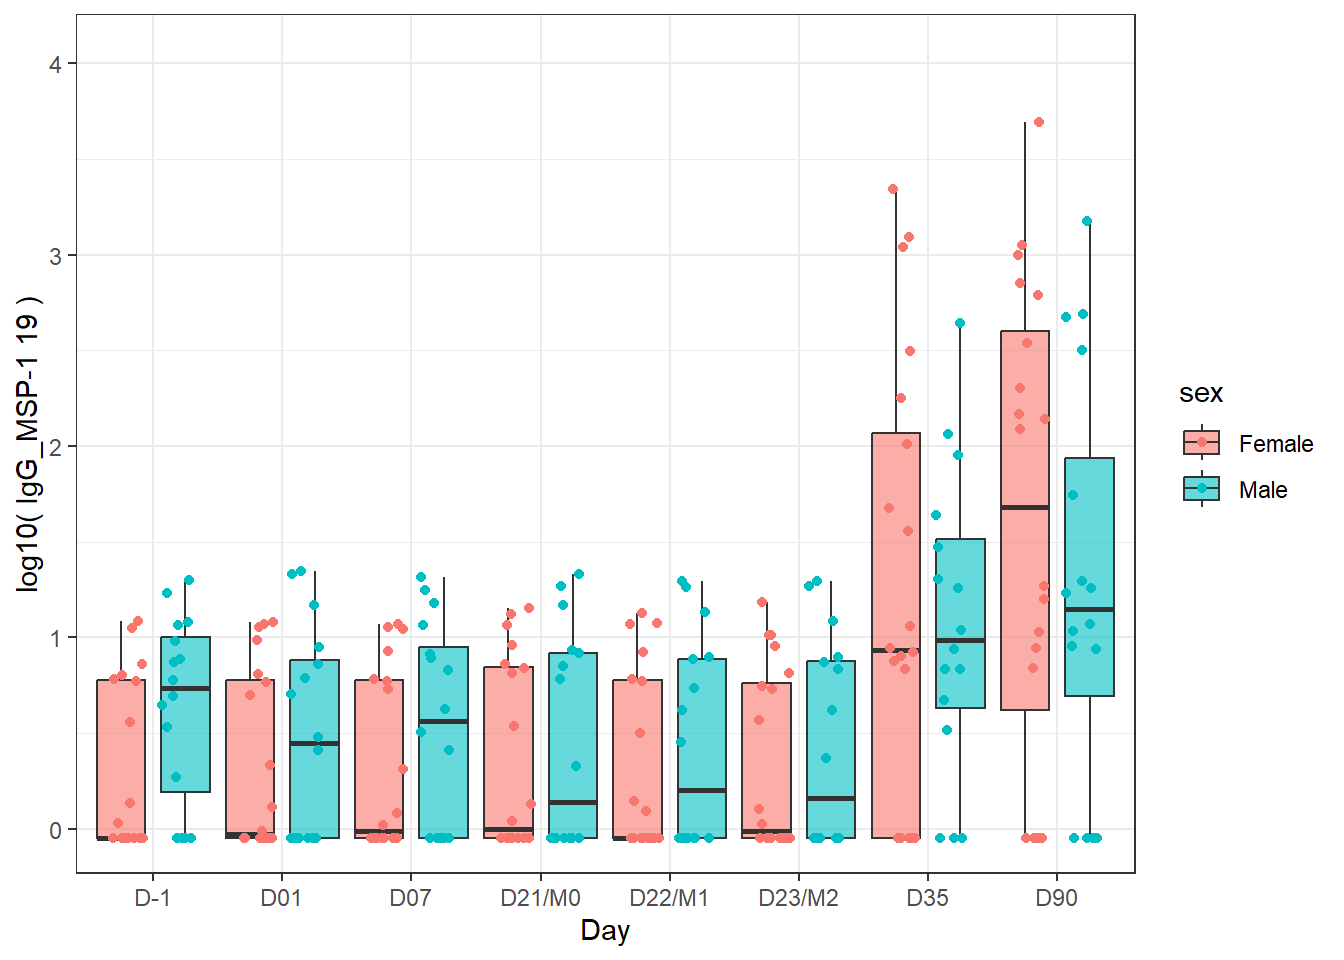 4
3
2
1
0
log10( IgG_MSP-1 19 )
D-1 D01 D07 D21/M0 D22/M1 D23/M2 D35 D90
Day
sex
Female
Male